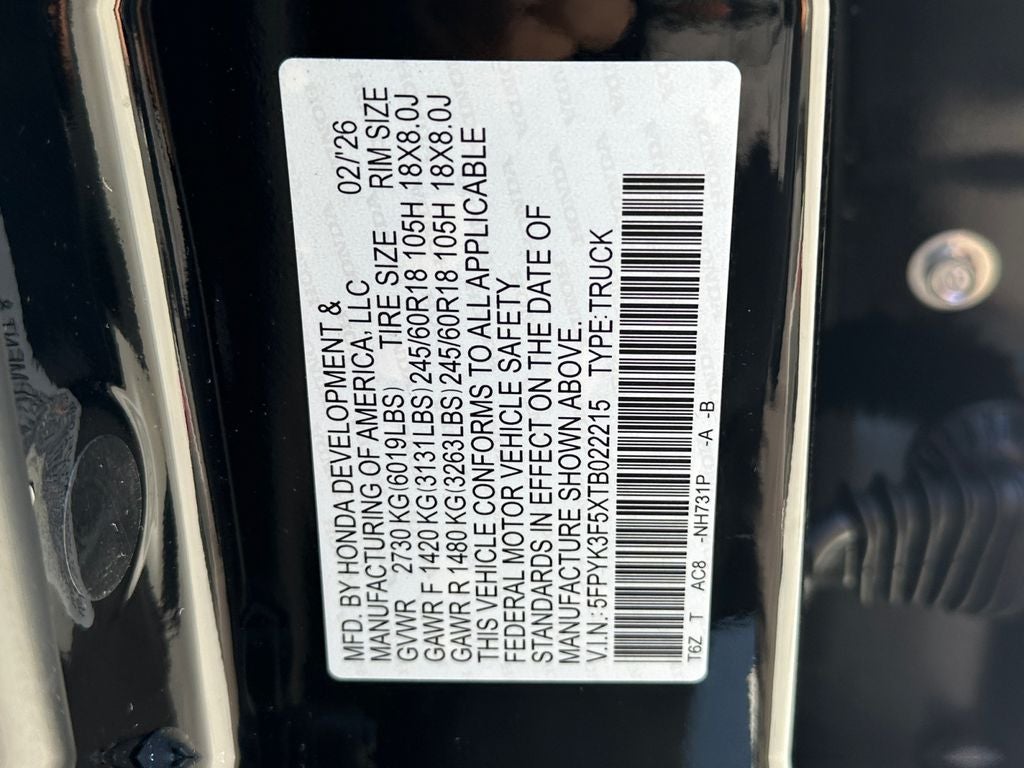 MFD. BY HONDA DEVELOPMENT &
MANUFACTURING OF AMERICA, LLC 02/'26
GVWR 2730 KG(6019LBS) TIRE SIZE RIM SIZE
GAWR F 1420 KG(3131LBS)245/60R18 105H 18X8.0J
GAWR R 1480 KG(3263LBS)245/60R18 105H 18X8.0J
THIS VEHICLE CONFORMS TO ALL APPLICABLE
FEDERAL MOTOR VEHICLE SAFETY
STANDARDS IN EFFECT ON THE DATE OF
MANUFACTURE SHOWN ABOVE.
V.I.N.:5FPYK3F5XTB022215 TYPE:TRUCK
T6Z T AC8 -NH731P -A -B